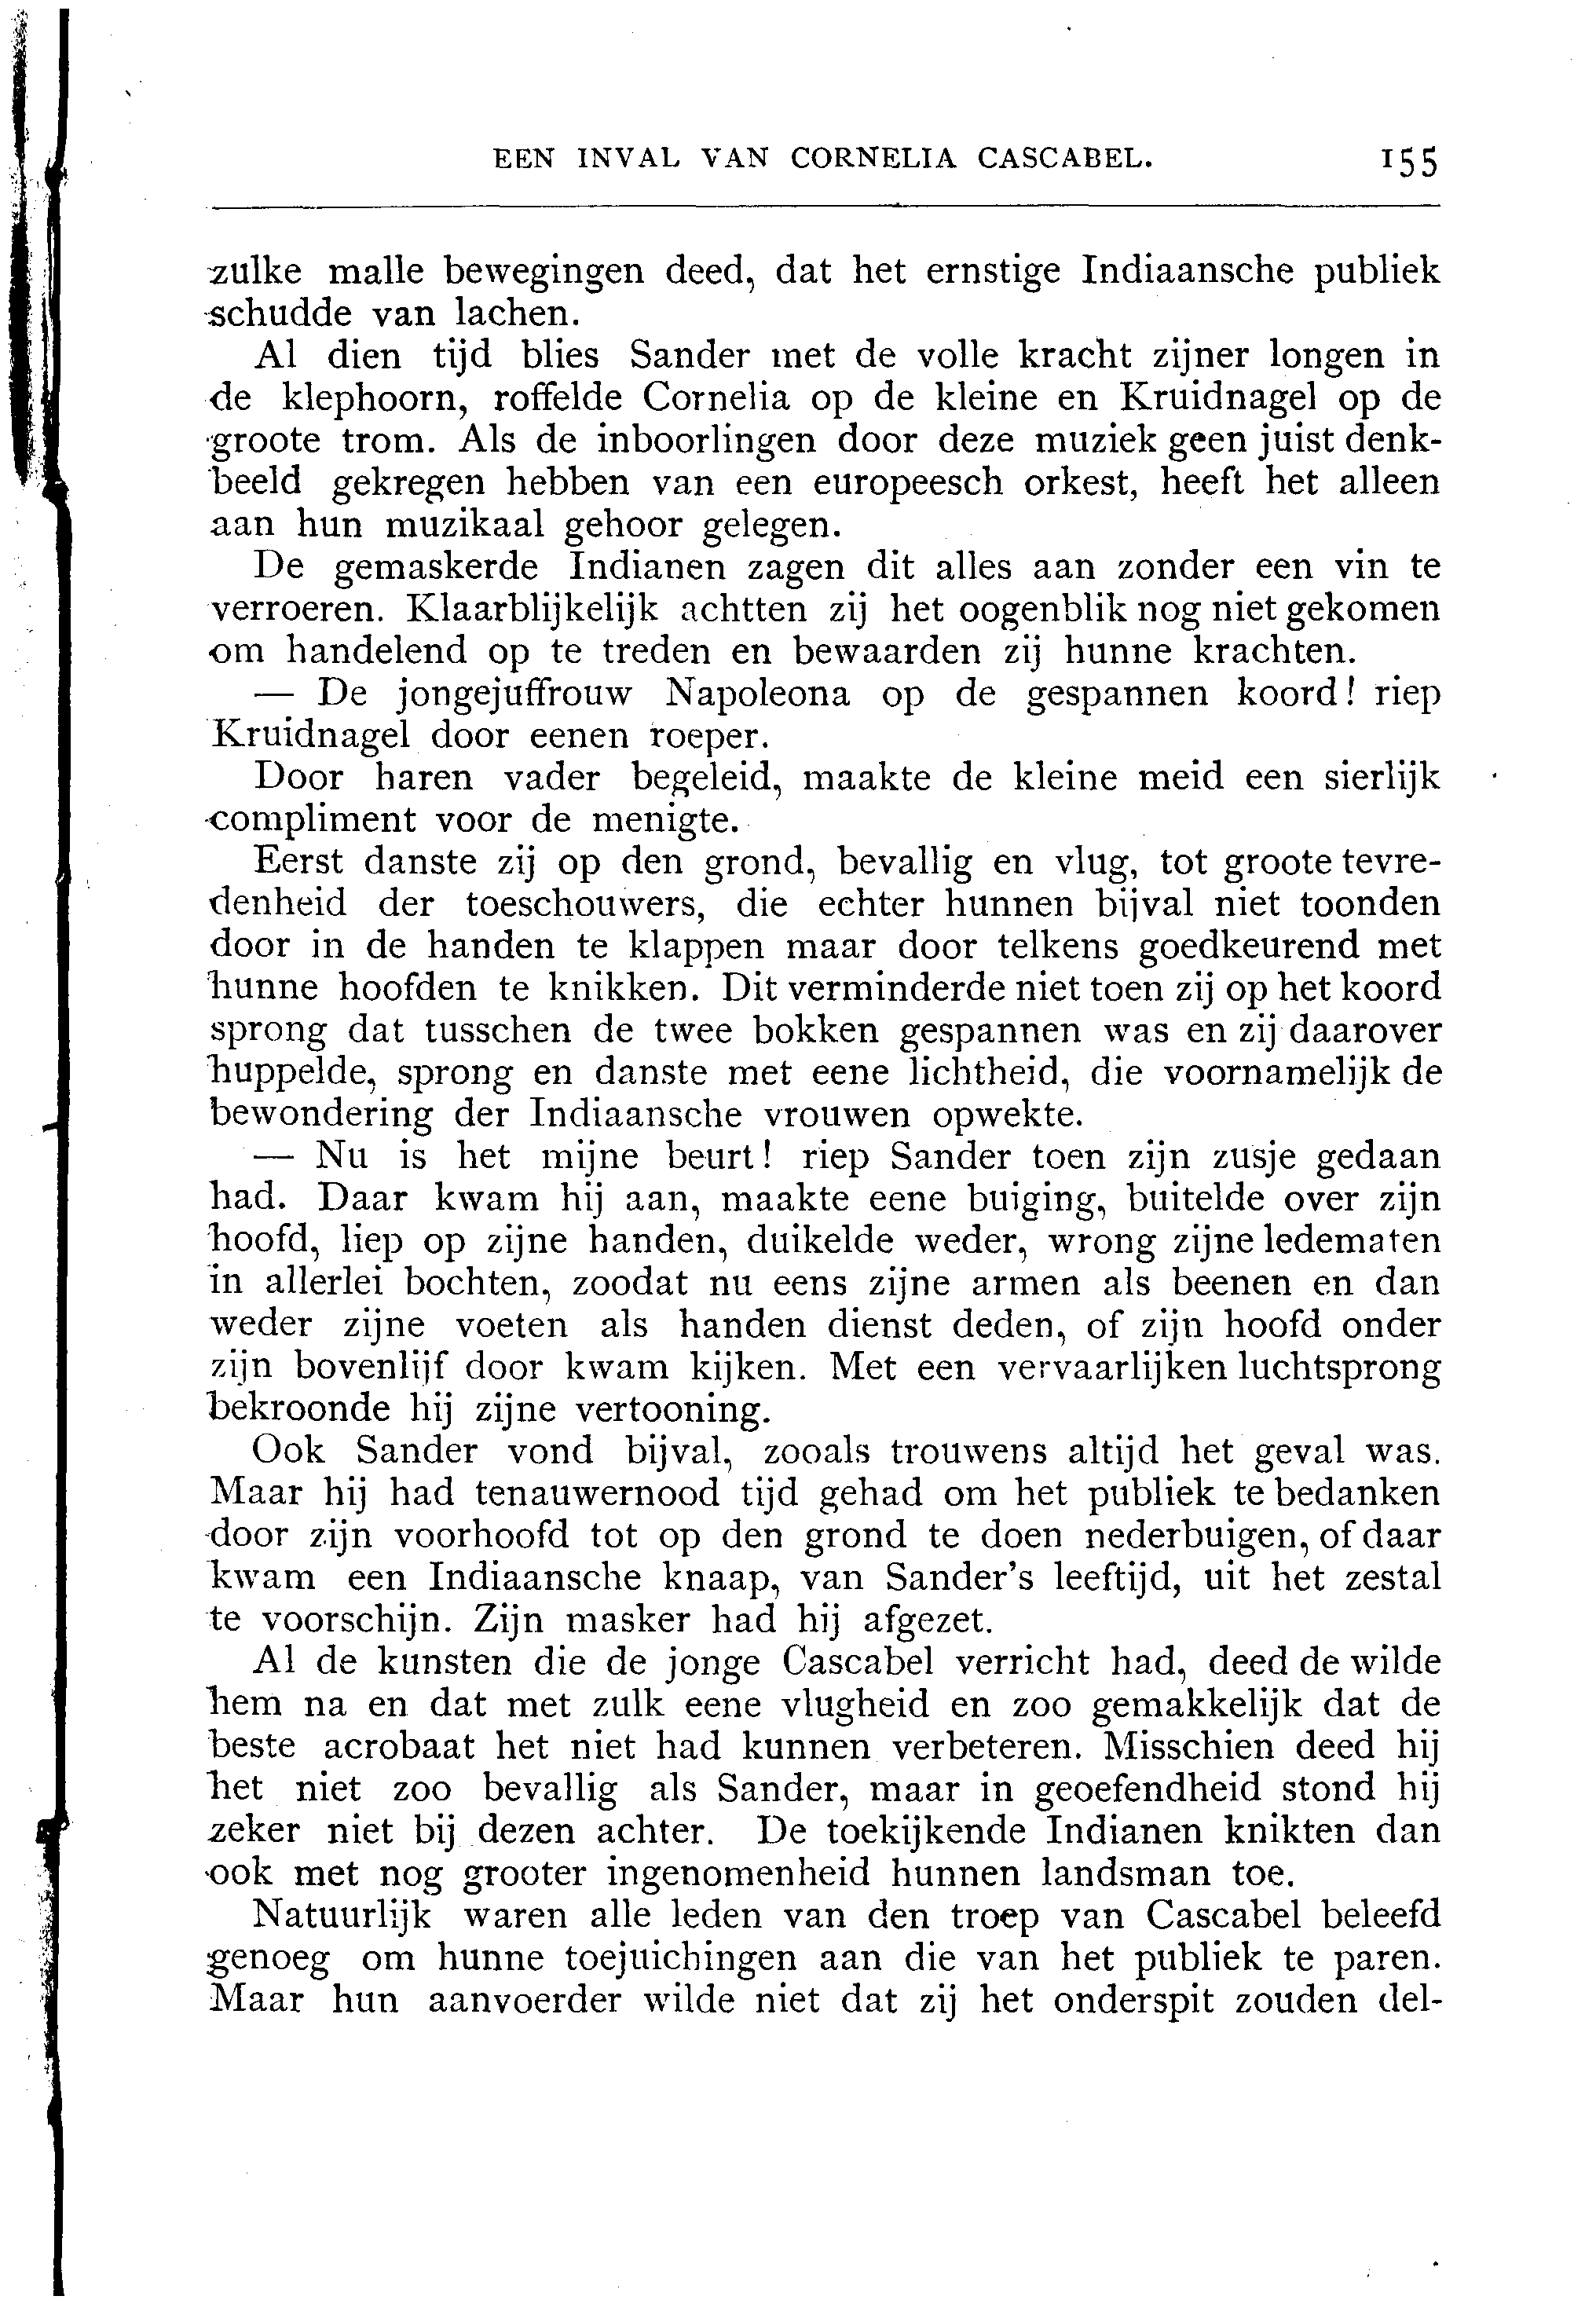 EEN INVAL VAN CORNELIA CASCABEL. 155
zulke malle bewegingen deed, dat het ernstige Indiaansche publiek
schudde van lachen.
Al dien tijd blies Sander met de volle kracht zijner longen in
de klephoorn, roffelde Cornelia op de kleine en Kruidnagel op de
groote trom. Als de inboorlingen door deze muziek geen juist denk-
beeld gekregen hebben van een europeesch orkest, heeft het alleen
aan hun muzikaal gehoor gelegen.
De gemaskerde Indianen zagen dit alles aan zonder een vin te
verroeren. Klaarblijkelijk achtten zij het oogenblik nog niet gekomen
om handelend op te treden en bewaarden zij hunne krachten.
— De jongejuffrouw Napoleona op de gespannen koord! riep
Kruidnagel door eenen roeper.
Door haren vader begeleid, maakte de kleine meid een sierlijk
compliment voor de menigte.
Eerst danste zij op den grond, bevallig en vlug, tot groote tevre-
denheid der toeschouwers, die echter hunnen bijval niet toonden
door in de handen te klappen maar door telkens goedkeurend met
hunne hoofden te knikken. Dit verminderde niet toen zij op het koord
sprong dat tusschen de twee bokken gespannen was en zij daarover
huppelde, sprong en danste met eene lichtheid, die voornamelijk de
bewondering der Indiaansche vrouwen opwekte.
— Nu is het mijne beurt! riep Sander toen zijn zusje gedaan
had. Daar kwam hij aan, maakte eene buiging, buitelde over zijn
hoofd, liep op zijne handen, duikelde weder, wrong zijne ledematen
in allerlei bochten, zoodat nu eens zijne armen als beenen en dan
weder zijne voeten als handen dienst deden, of zijn hoofd onder
zijn bovenlijf door kwam kijken. Met een vervaarlijken luchtsprong
bekroonde hij zijne vertooning.
Ook Sander vond bijval, zooals trouwens altijd het geval was.
Maar hij had tenauwernood tijd gehad om het publiek te bedanken
door zijn voorhoofd tot op den grond te doen nederbuigen, of daar
kwam een Indiaansche knaap, van Sander's leeftijd, uit het zestal
te voorschijn. Zijn masker had hij afgezet.
Al de kunsten die de jonge Cascabel verricht had, deed de wilde
hem na en dat met zulk eene vlugheid en zoo gemakkelijk dat de
beste acrobaat het niet had kunnen verbeteren. Misschien deed hij
het niet zoo bevallig als Sander, maar in geoefendheid stond hij
zeker niet bij dezen achter. De toekijkende Indianen knikten dan
ook met nog grooter ingenomenheid hunnen landsman toe.
Natuurlijk waren alle leden van den troep van Cascabel beleefd
genoeg om hunne toejuichingen aan die van het publiek te paren.
Maar hun aanvoerder wilde niet dat zij het onderspit zouden del-